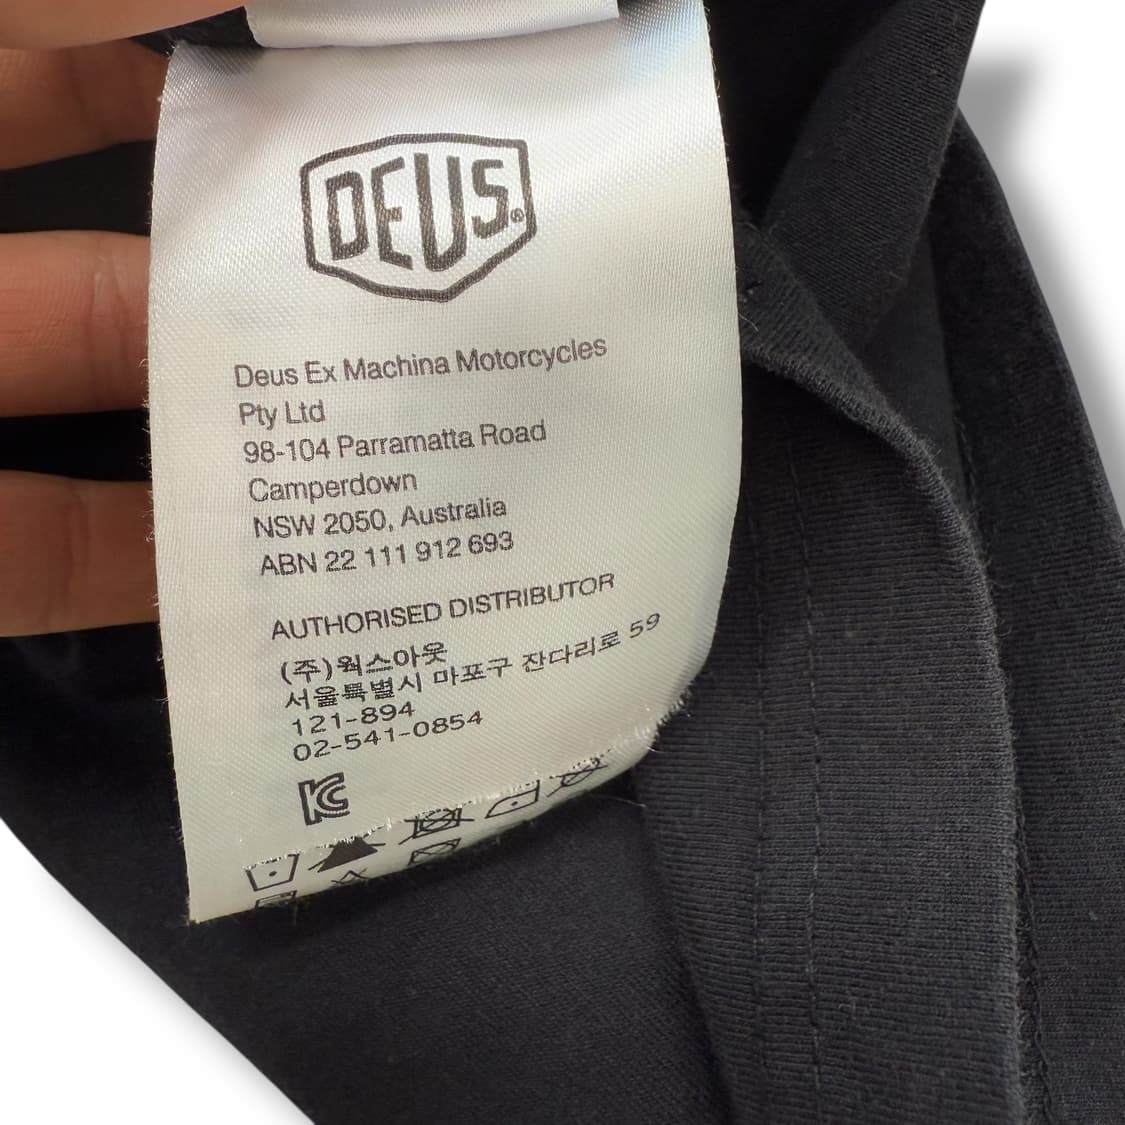 DEUS®
Deus Ex Machina Motorcycles
Pty Ltd
98-104 Parramatta Road
Camperdown
NSW 2050, Australia
ABN 22 111 912 693
AUTHORISED DISTRIBUTOR
(주)웍스아웃
서울특별시 마포구 잔다리로 59
121-894
02-541-0854
KC